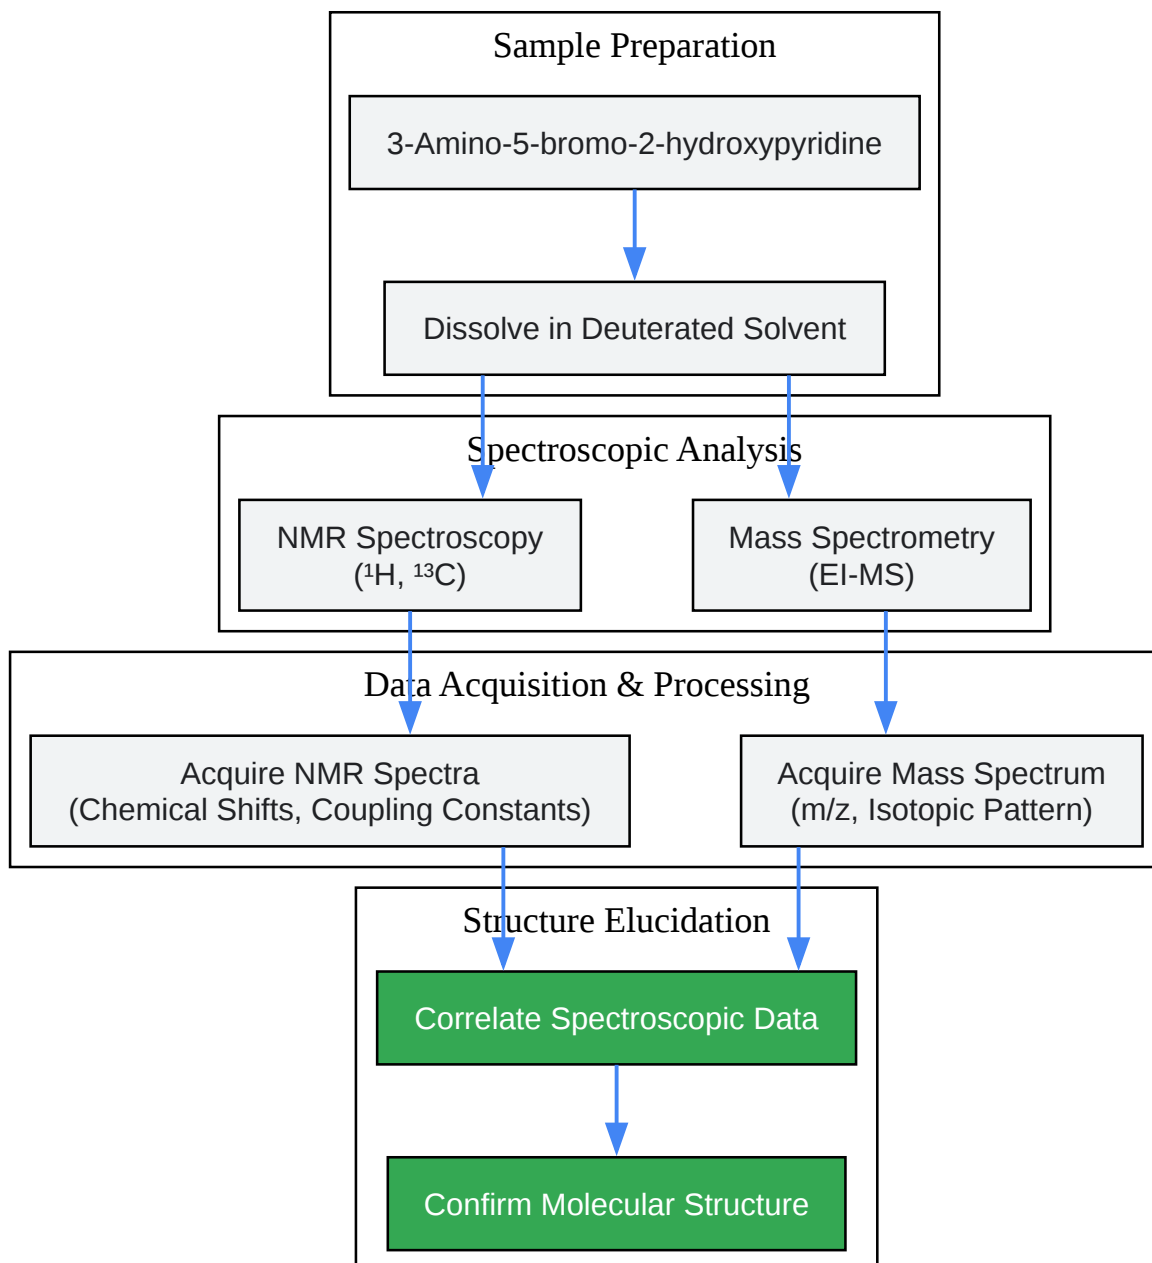 Sample Preparation
3-Amino-5-bromo-2-hydroxypyridine
Dissolve in Deuterated Solvent
Spectroscopic Analysis
NMR Spectroscopy
(¹H, ¹³C)
Mass Spectrometry
(EI-MS)
Data Acquisition & Processing
Acquire NMR Spectra
(Chemical Shifts, Coupling Constants)
Acquire Mass Spectrum
(m/z, Isotopic Pattern)
Structure Elucidation
Correlate Spectroscopic Data
Confirm Molecular Structure